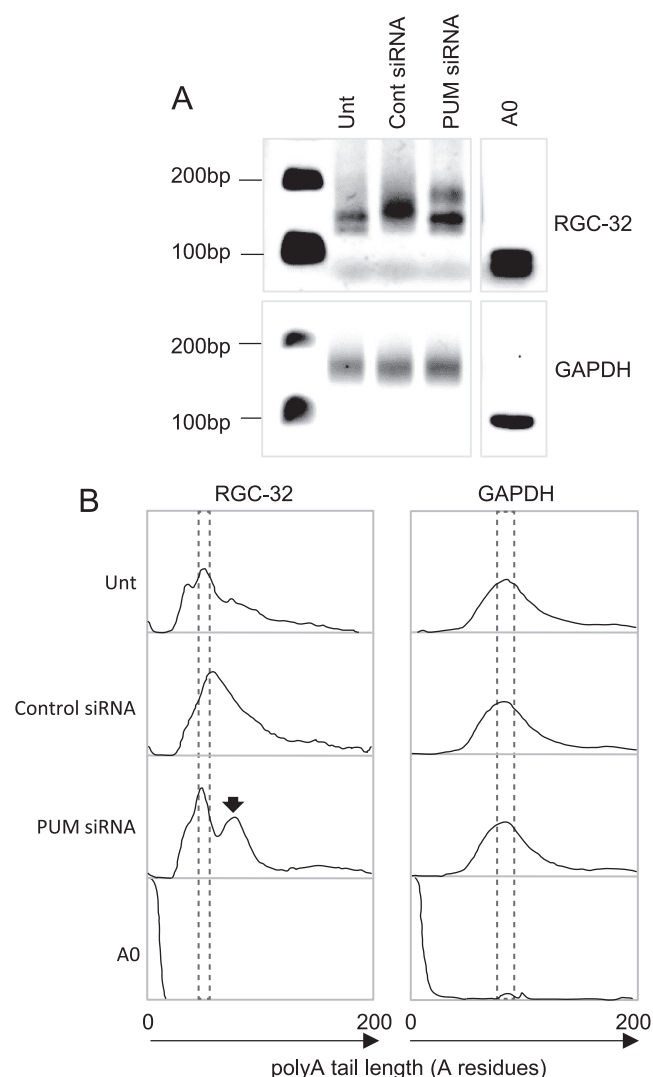 A
Unt
Cont siRNA
PUM siRNA
A0
200bp
100bp
RGC-32
200bp
100bp
GAPDH
B
RGC-32
GAPDH
Unt
Control siRNA
PUM siRNA
A0
0
200
0
200
polyA tail length (A residues)